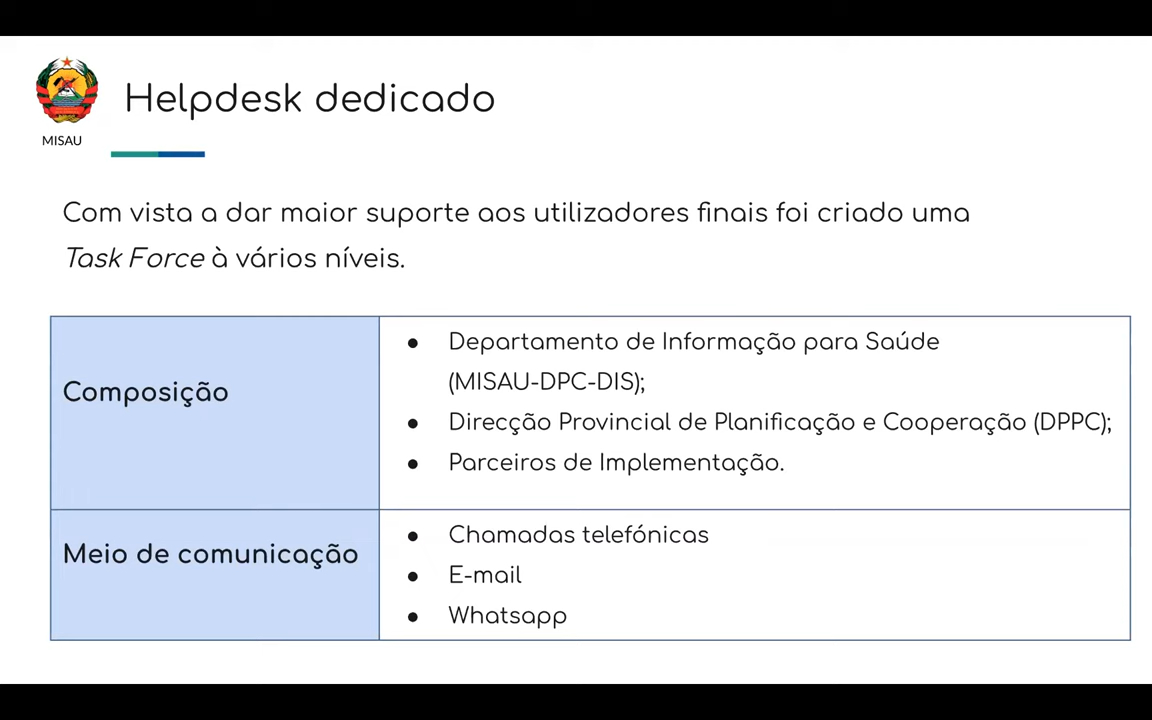 Helpdesk dedicado
MISAU
Com vista a dar maior suporte aos utilizadores finais foi criado uma
Task Force à vários níveis.
Composição
● Departamento de Informação para Saúde
(MISAU-DPC-DIS);
● Direcção Provincial de Planificação e Cooperação (DPPC);
● Parceiros de Implementação.
Meio de comunicação
● Chamadas telefónicas
● E-mail
● Whatsapp